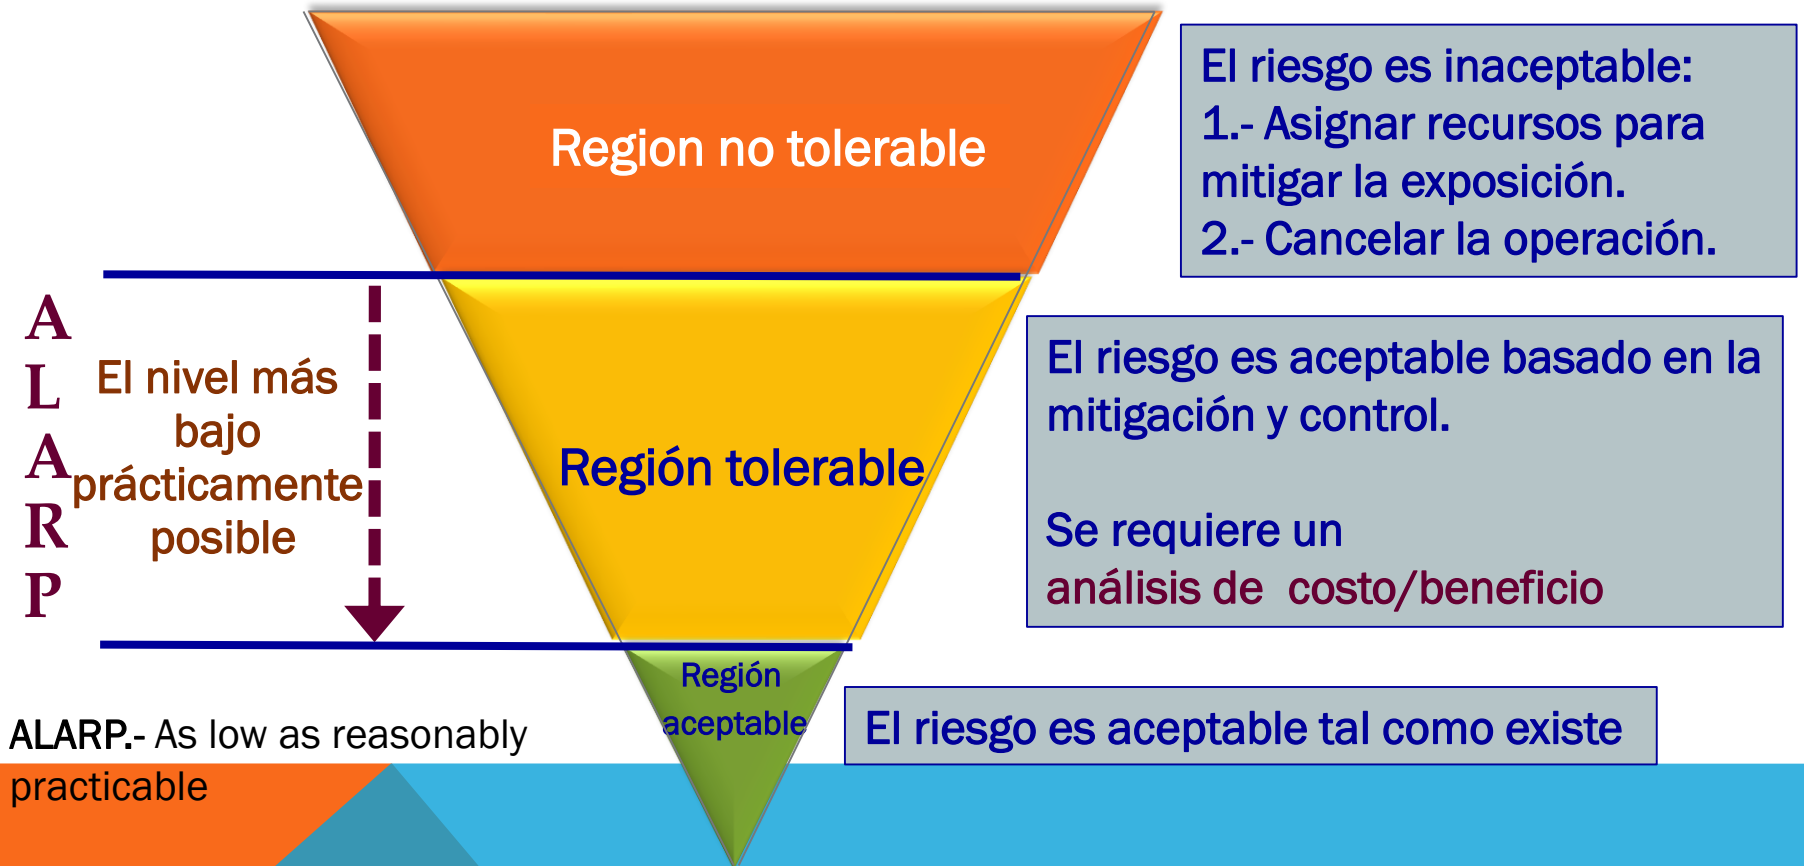 Region no tolerable
El riesgo es inaceptable:
1.- Asignar recursos para
mitigar la exposición.
2.- Cancelar la operación.
A
L
A
R
P
El nivel más
bajo
prácticamente
posible
Región tolerable
El riesgo es aceptable basado en la
mitigación y control.
Se requiere un
análisis de costo/beneficio
Región
aceptable
El riesgo es aceptable tal como existe
ALARP.- As low as reasonably
practicable